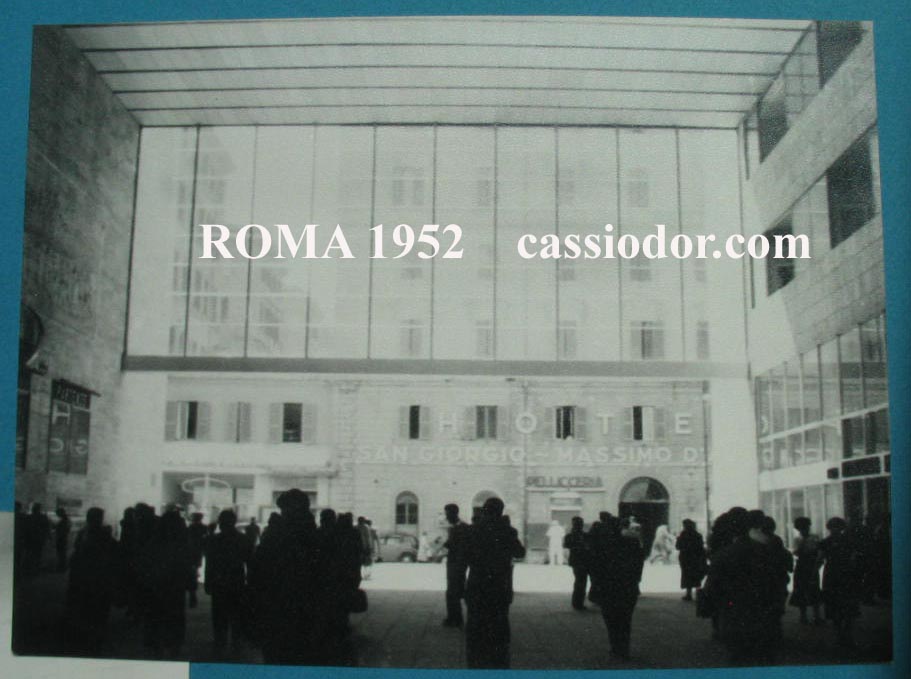 ROMA 1952 cassiodor.com
HOTE
SAN GIORGIO - MASSIMO D
PELLICCERIA